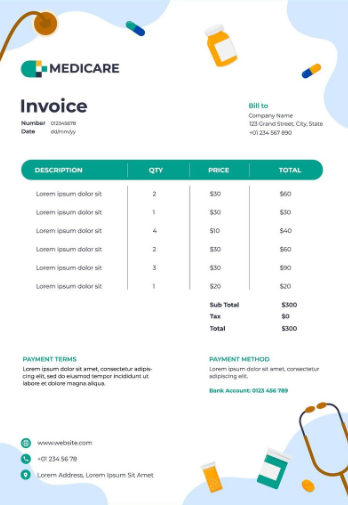 MEDICARE
Invoice
Number 012345678
Date dd/mm/yy
Bill to
Company Name
123 Grand Street, City, State
+01 234 567 890
DESCRIPTION QTY PRICE TOTAL
Lorem ipsum dolor sit 2 $30 $60
Lorem ipsum dolor sit 1 $30 $30
Lorem ipsum dolor sit 4 $10 $40
Lorem ipsum dolor sit 2 $30 $60
Lorem ipsum dolor sit 3 $30 $90
Lorem ipsum dolor sit 1 $20 $20
Sub Total $300
Tax $0
Total $300
PAYMENT TERMS
Lorem ipsum dolor sit amet, consectetur adipis-
cing elit, sed do eiusmod tempor incididunt ut
labore et dolore magna aliqua.
PAYMENT METHOD
Lorem ipsum dolor sit amet, consectetur
adipiscing elit.
Bank Account: 0123 456 789
www.website.com
+01 234 56 78
Lorem Address, Lorem Ipsum Sit Amet